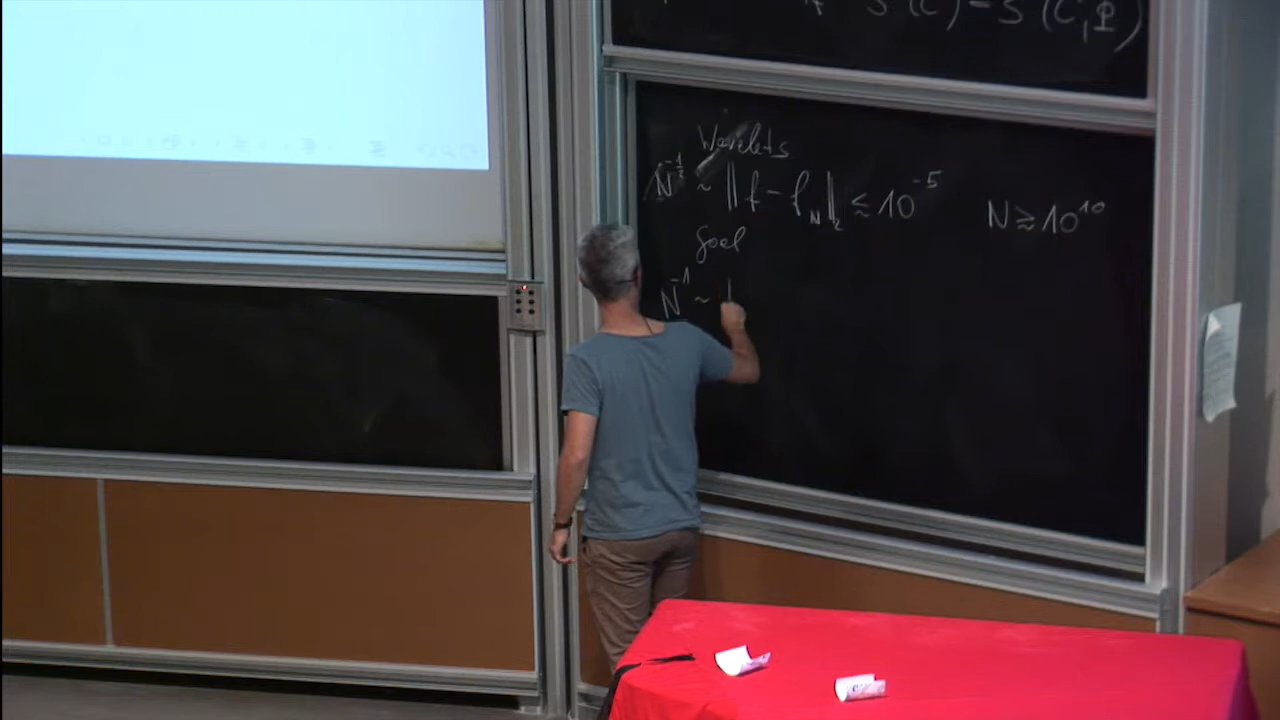 S(C) = S(C, Φ)
Wavelets
N^{-1/2} ~ ‖f - f_N‖_2 ≲ 10^{-5} N ≳ 10^{10}
Goal
N^{-1} ~ |